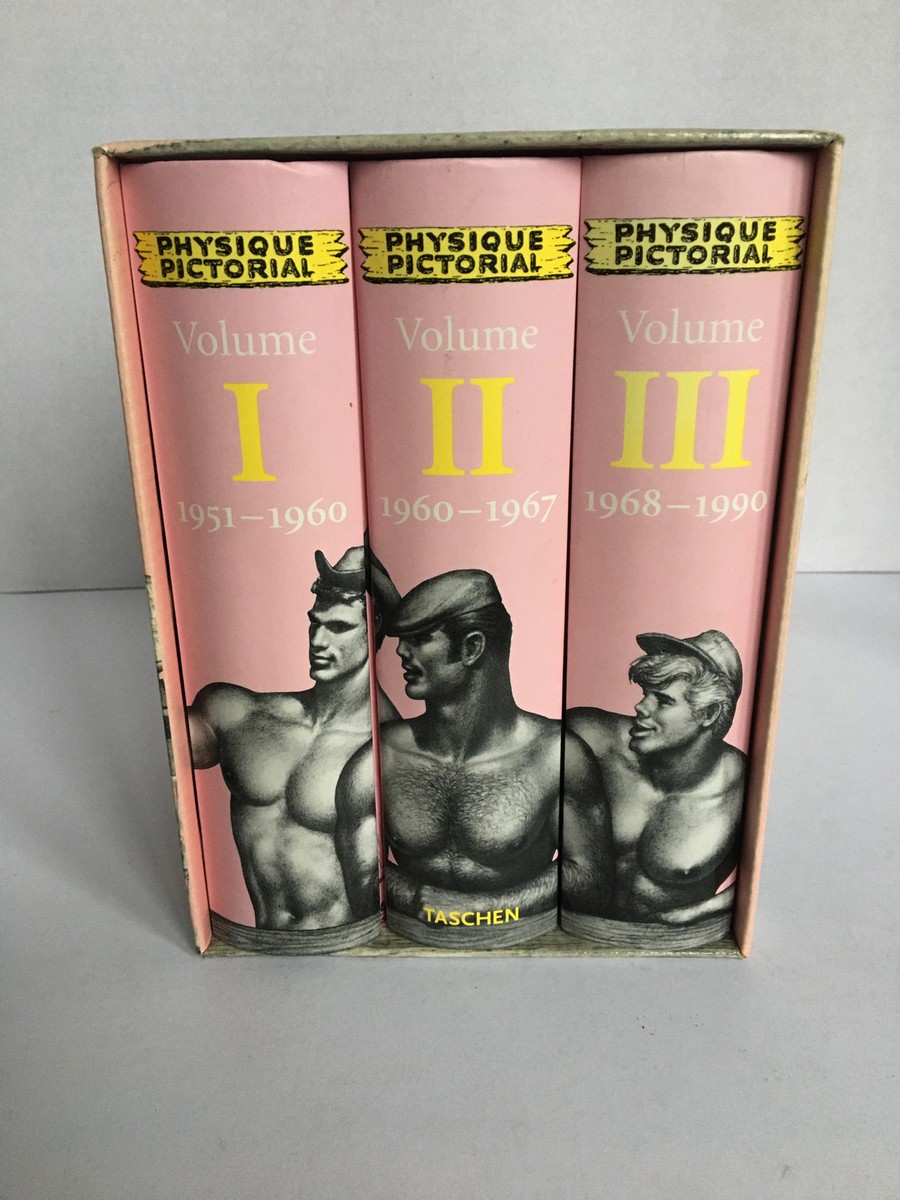 PHYSIQUE
PICTORIAL
Volume
I
1951–1960
PHYSIQUE
PICTORIAL
Volume
II
1960–1967
TASCHEN
PHYSIQUE
PICTORIAL
Volume
III
1968–1990